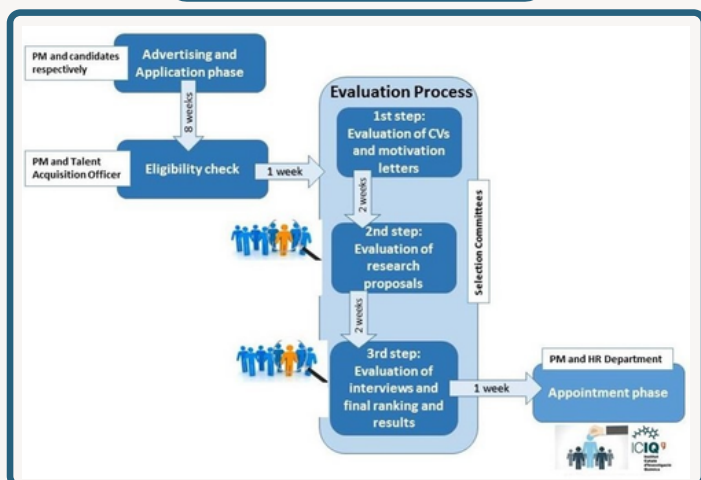 PM and candidates
respectively
Advertising and
Application phase
8 weeks
PM and Talent
Acquisition Officer
Eligibility check
1 week
Evaluation Process
1st step:
Evaluation of CVs
and motivation
letters
2 weeks
2nd step:
Evaluation of
research
proposals
2 weeks
3rd step:
Evaluation of
interviews and
final ranking and
results
Selection Committees
1 week
PM and HR Department
Appointment phase
ICIQ